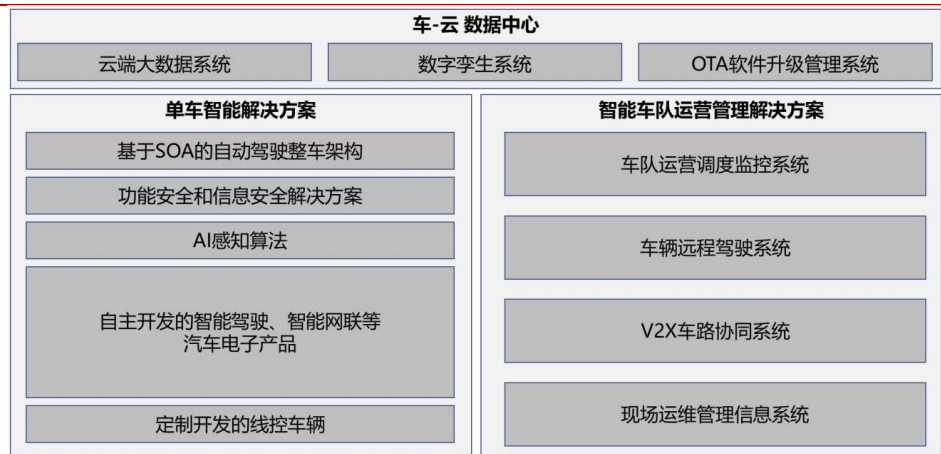 车-云 数据中心
云端大数据系统
数字孪生系统
OTA软件升级管理系统
单车智能解决方案
基于SOA的自动驾驶整车架构
功能安全和信息安全解决方案
AI感知算法
自主开发的智能驾驶、智能网联等
汽车电子产品
定制开发的线控车辆
智能车队运营管理解决方案
车队运营调度监控系统
车辆远程驾驶系统
V2X车路协同系统
现场运维管理信息系统